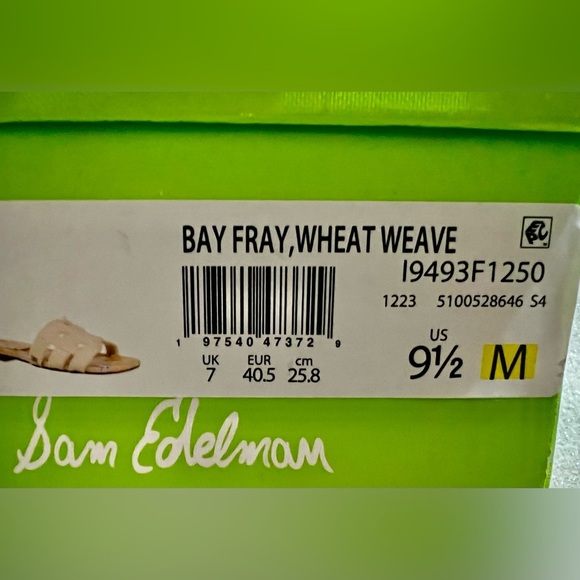 BAY FRAY,WHEAT WEAVE
I9493F1250
1223 5100528646 S4
1 97540 47372 9
UK EUR cm
7 40.5 25.8
US
9½ M
Sam Edelman